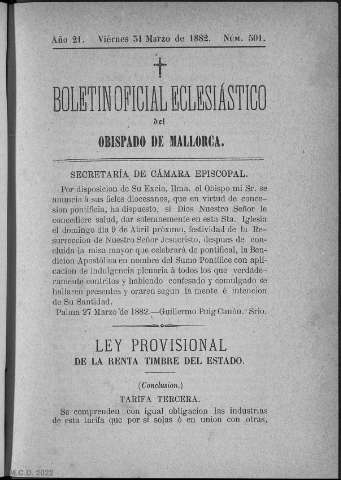 Año 21. Viérnes 31 Marzo de 1882. Núm. 501.
BOLETIN OFICIAL ECLESIÁSTICO
del
OBISPADO DE MALLORCA.
SECRETARÍA DE CÁMARA EPISCOPAL.
Por disposicion de Su Excia. Ilma. el Obispo mi Sr. se
anuncia á sus fieles diocesanos, que en virtud de conce-
sion pontificia, ha dispuesto, si Dios Nuestro Señor le
concediere salud, dar solemnemente en esta Sta. Iglesia
el domingo dia 9 de Abril próximo, festividad de la Re-
surreccion de Nuestro Señor Jesucristo, despues de con-
cluida la misa mayor que celebrará de pontifical, la Ben-
dicion Apostólica en nombre del Sumo Pontífice con apli-
cacion de indulgencia plenaria á todos los que verdade-
ramente contritos y habiendo confesado y comulgado se
hallaren presentes y oraren segun la mente é intencion
de Su Santidad.
Palma 27 Marzo de 1882.—Guillermo Puig Canón.° Srio.
LEY PROVISIONAL
DE LA RENTA TIMBRE DEL ESTADO.
(Conclusion.)
TARIFA TERCERA.
Se comprenden con igual obligacion las industrias
de esta tarifa que por sí solas ó en union con otras,
M.C.D. 2022